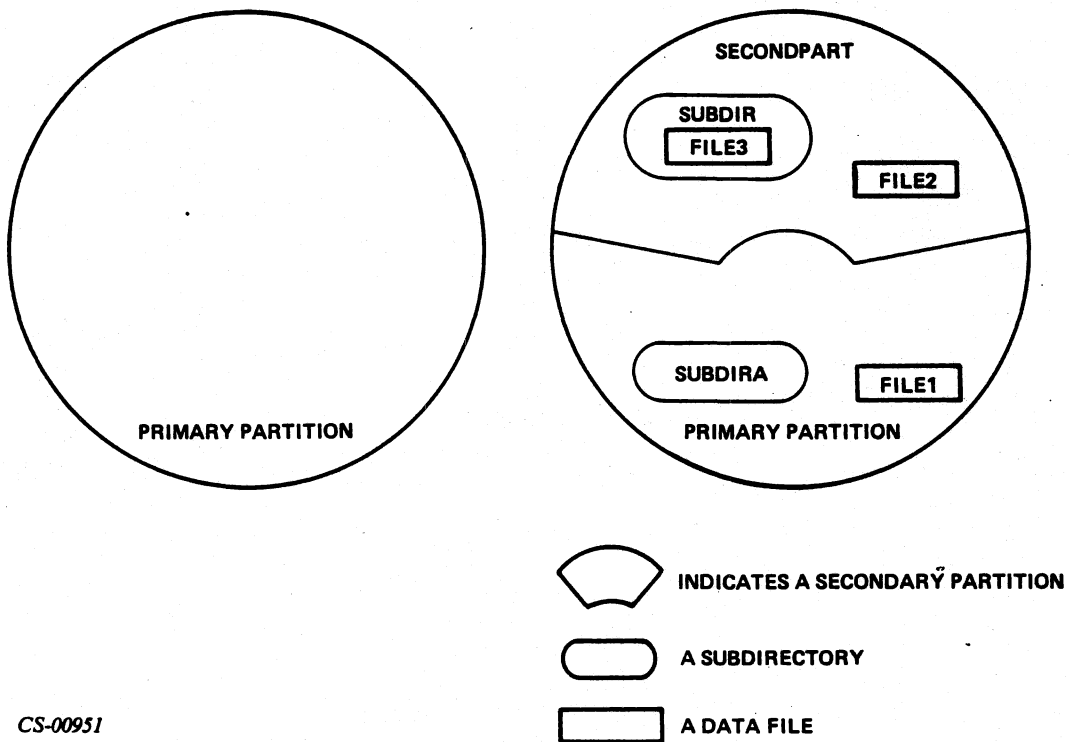 SECONDPART
SUBDIR
FILE3
FILE2
SUBDIRA
FILE1
PRIMARY PARTITION
PRIMARY PARTITION
INDICATES A SECONDARY PARTITION
A SUBDIRECTORY
A DATA FILE
CS-00951